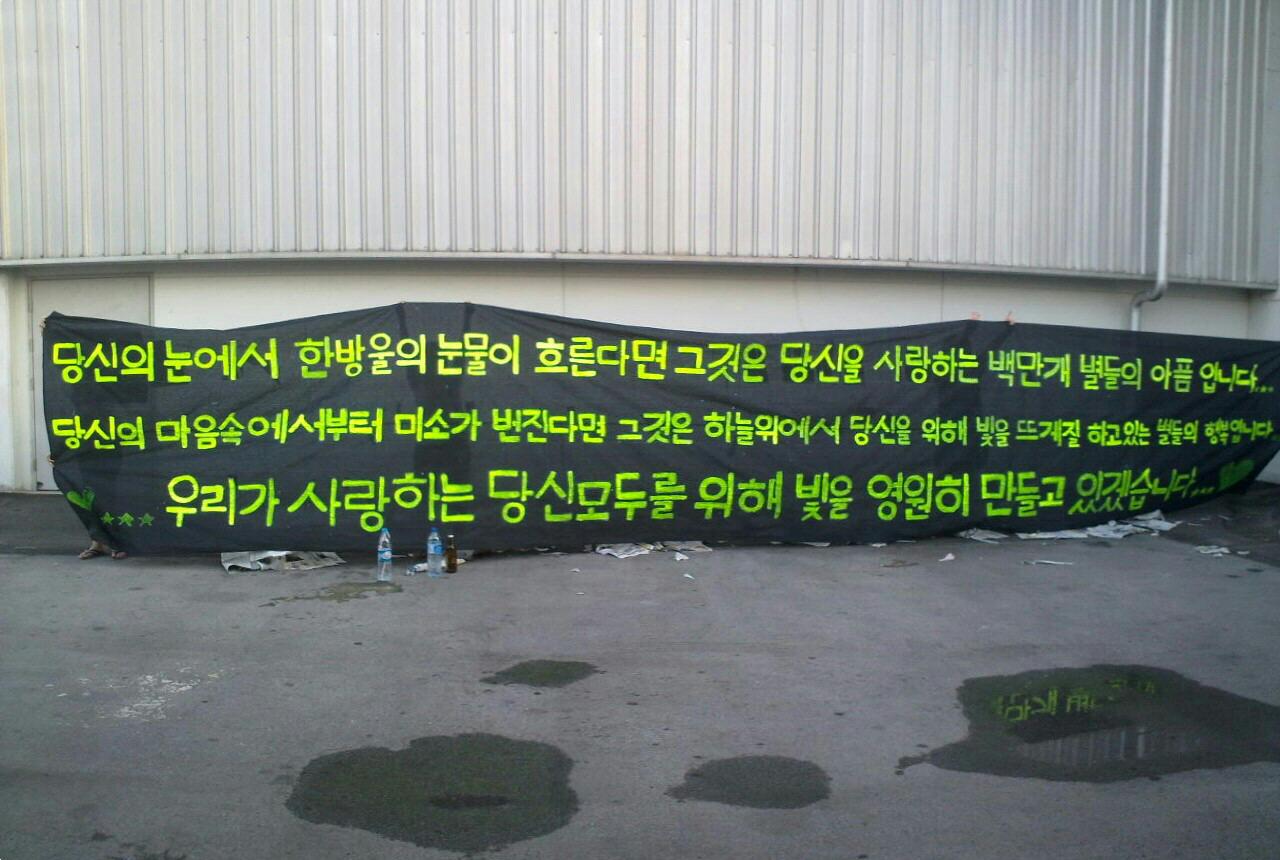 당신의 눈에서 한방울의 눈물이 흐른다면 그것은 당신을 사랑하는 백만개 별들의 아픔 입니다...
당신의 마음속에서부터 미소가 번진다면 그것은 하늘위에서 당신을 위해 빛을 뜨게질 하고있는 별들의 행복입니다..
우리가 사랑하는 당신모두를 위해 빛을 영원히 만들고 있겠습니다...